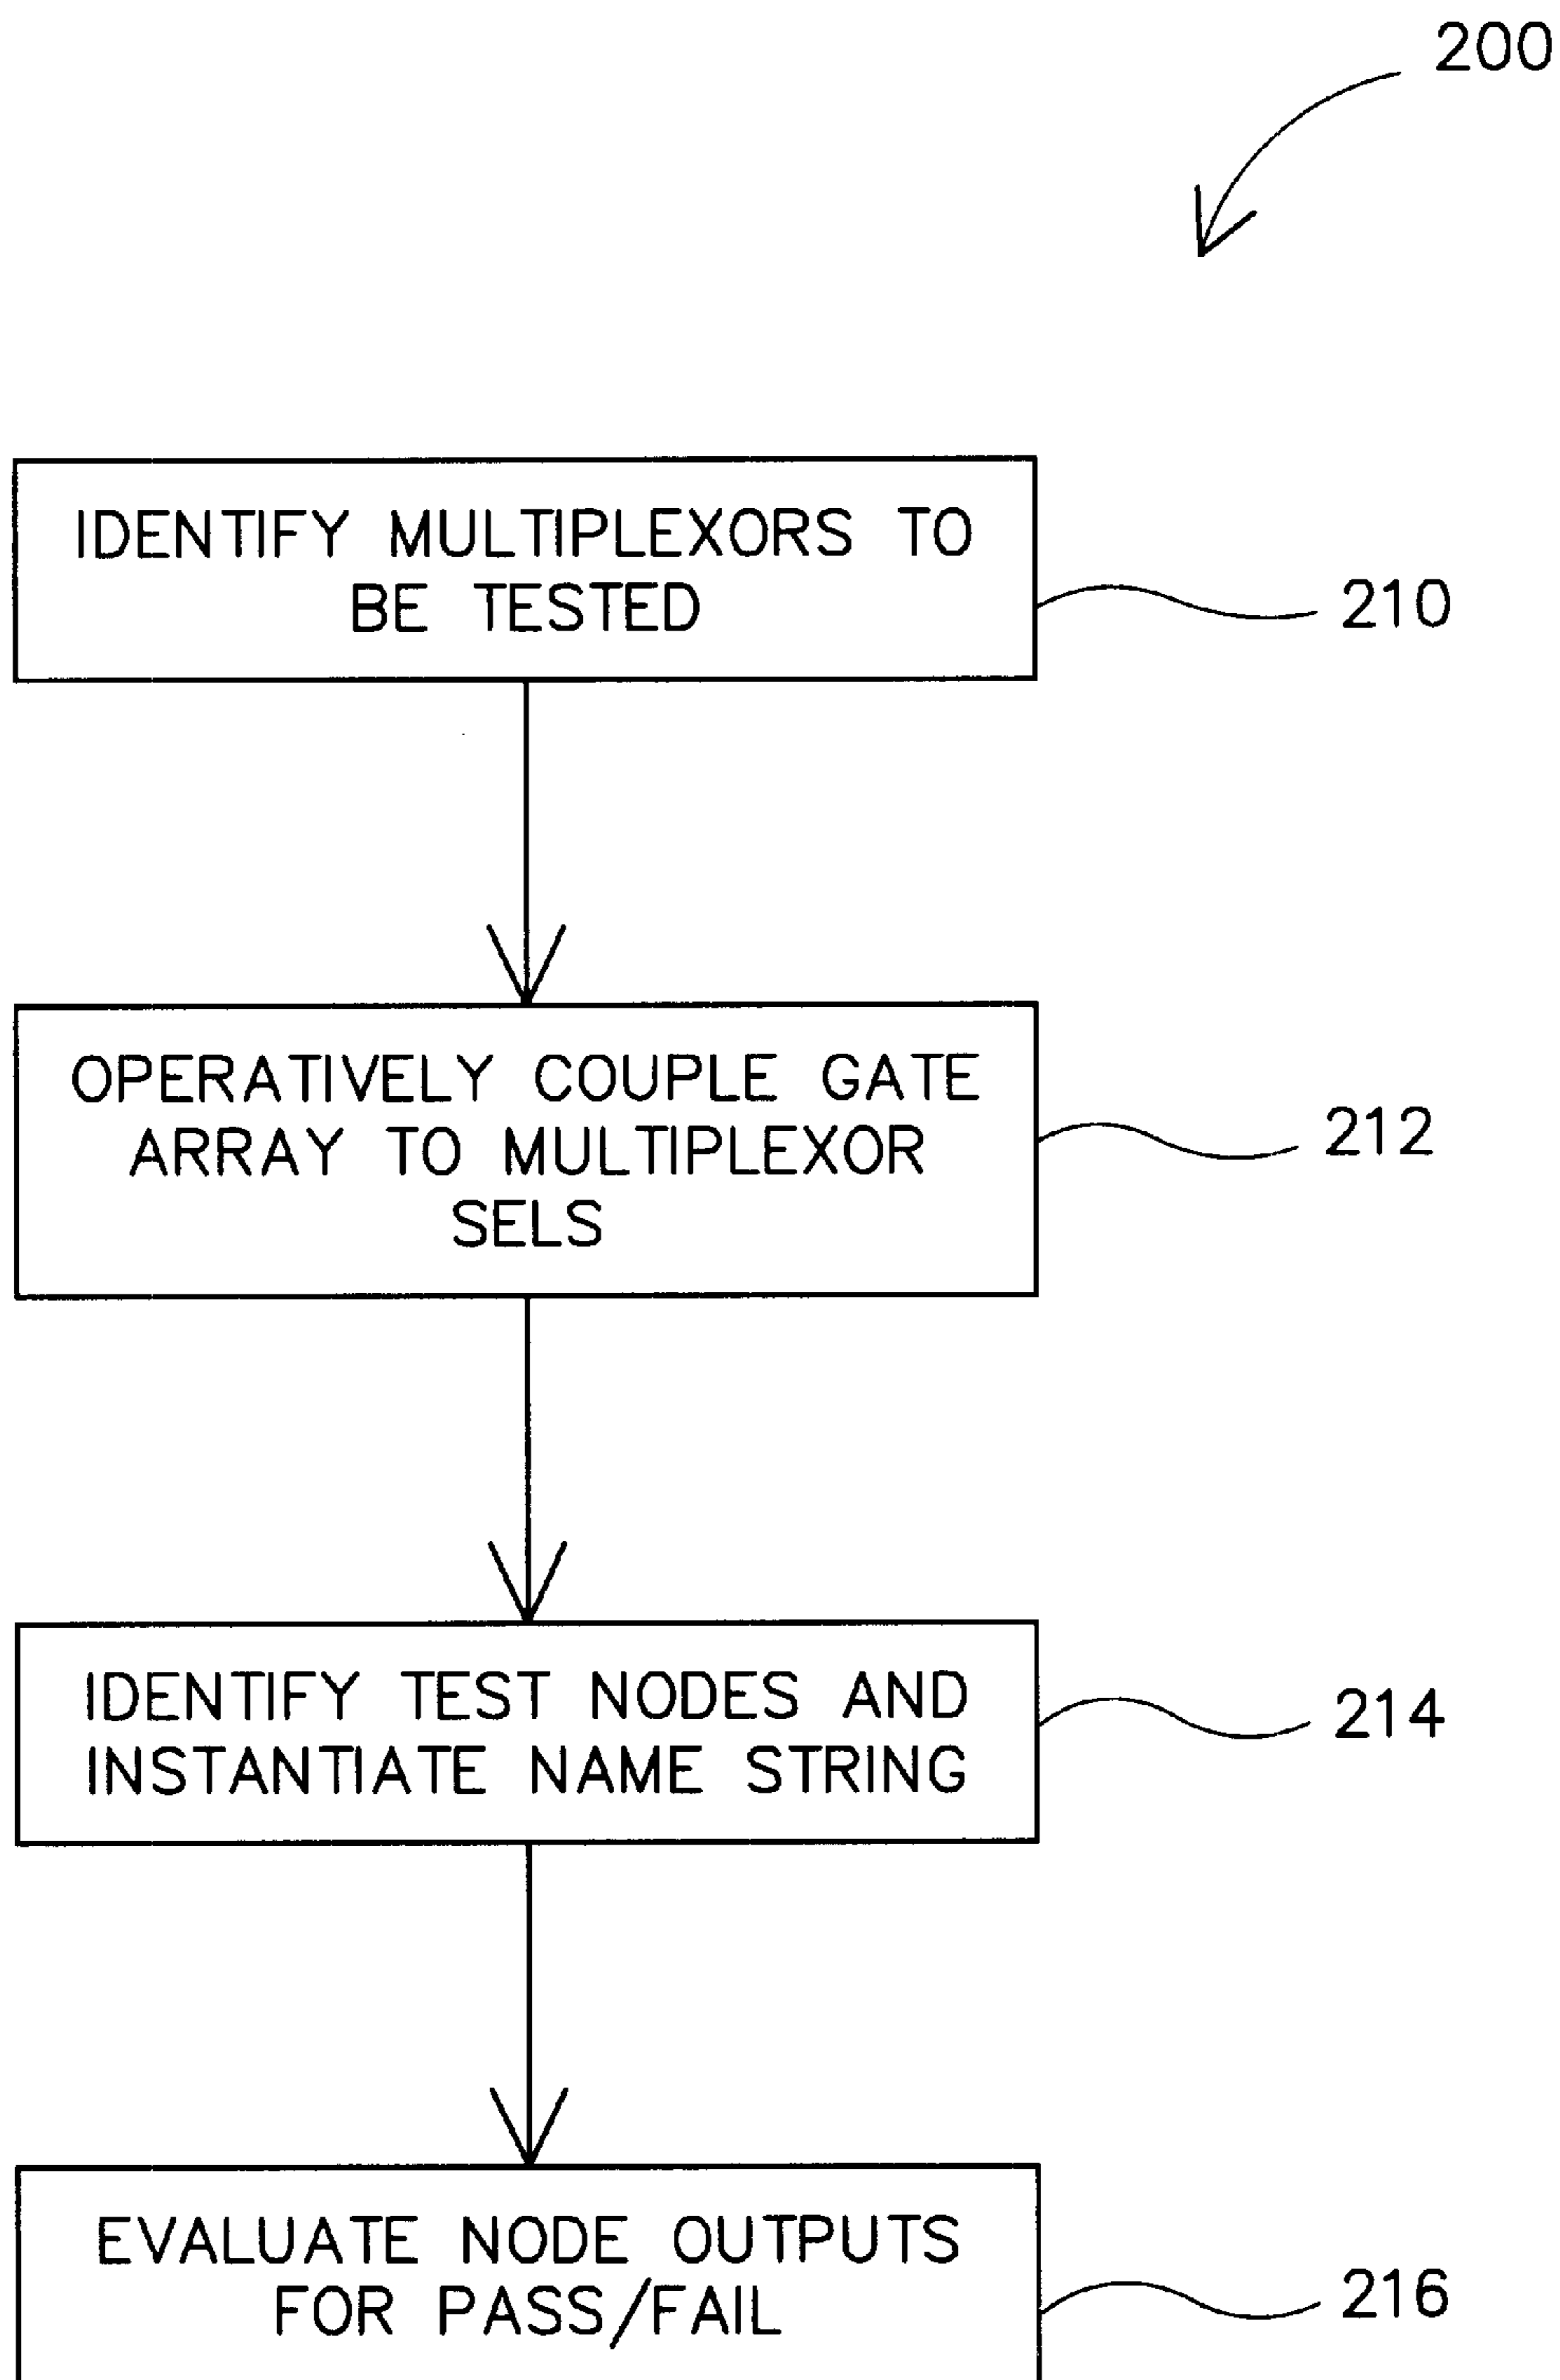 200
IDENTIFY MULTIPLEXORS TO
BE TESTED
210
OPERATIVELY COUPLE GATE
ARRAY TO MULTIPLEXOR
SELS
212
IDENTIFY TEST NODES AND
INSTANTIATE NAME STRING
214
EVALUATE NODE OUTPUTS
FOR PASS/FAIL
216